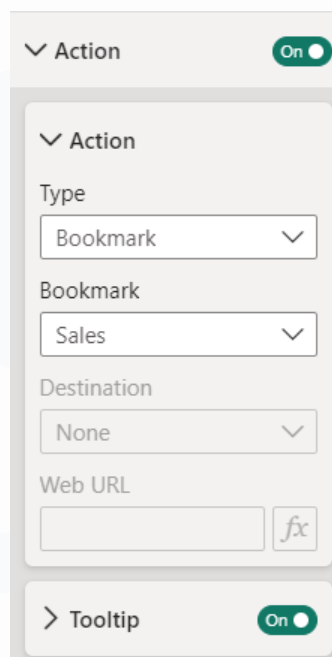 Action
On
Action
Type
Bookmark
Bookmark
Sales
Destination
None
Web URL
fx
Tooltip
On